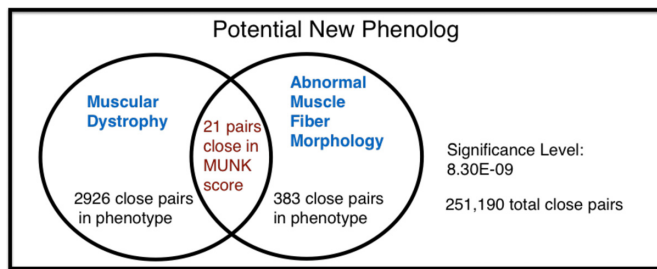 Potential New Phenolog
Muscular
Dystrophy
2926 close pairs
in phenotype
21 pairs
close in
MUNK
score
Abnormal
Muscle
Fiber
Morphology
383 close pairs
in phenotype
Significance Level:
8.30E-09
251,190 total close pairs